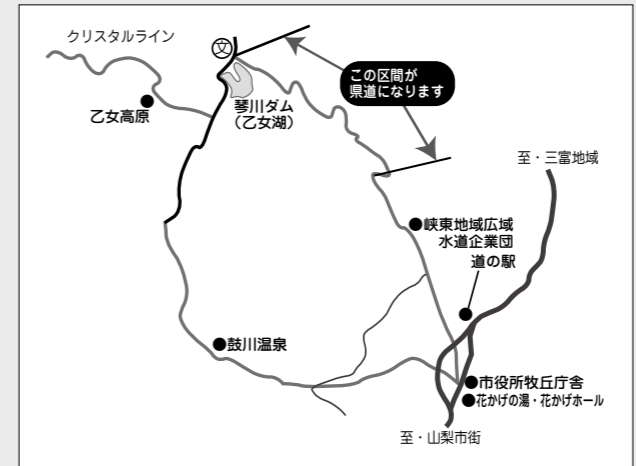 クリスタルライン
文
この区間が
県道になります
乙女高原
琴川ダム
（乙女湖）
至・三富地域
峡東地域広域
水道企業団
道の駅
鼓川温泉
市役所牧丘庁舎
花かげの湯・花かげホール
至・山梨市街